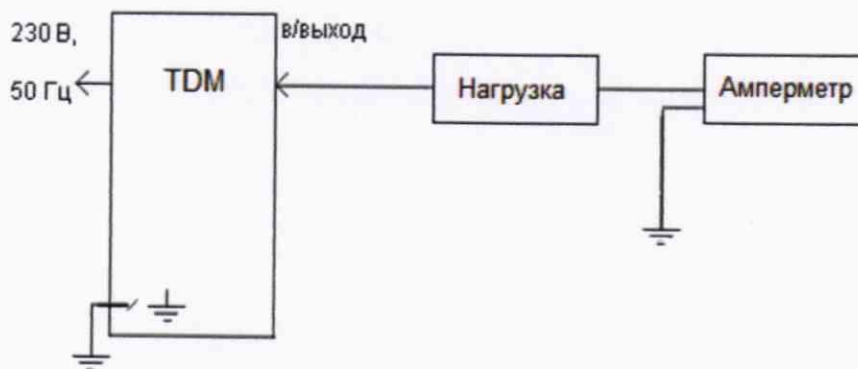 230 В,
50 Гц
TDM
в/выход
Нагрузка
Амперметр